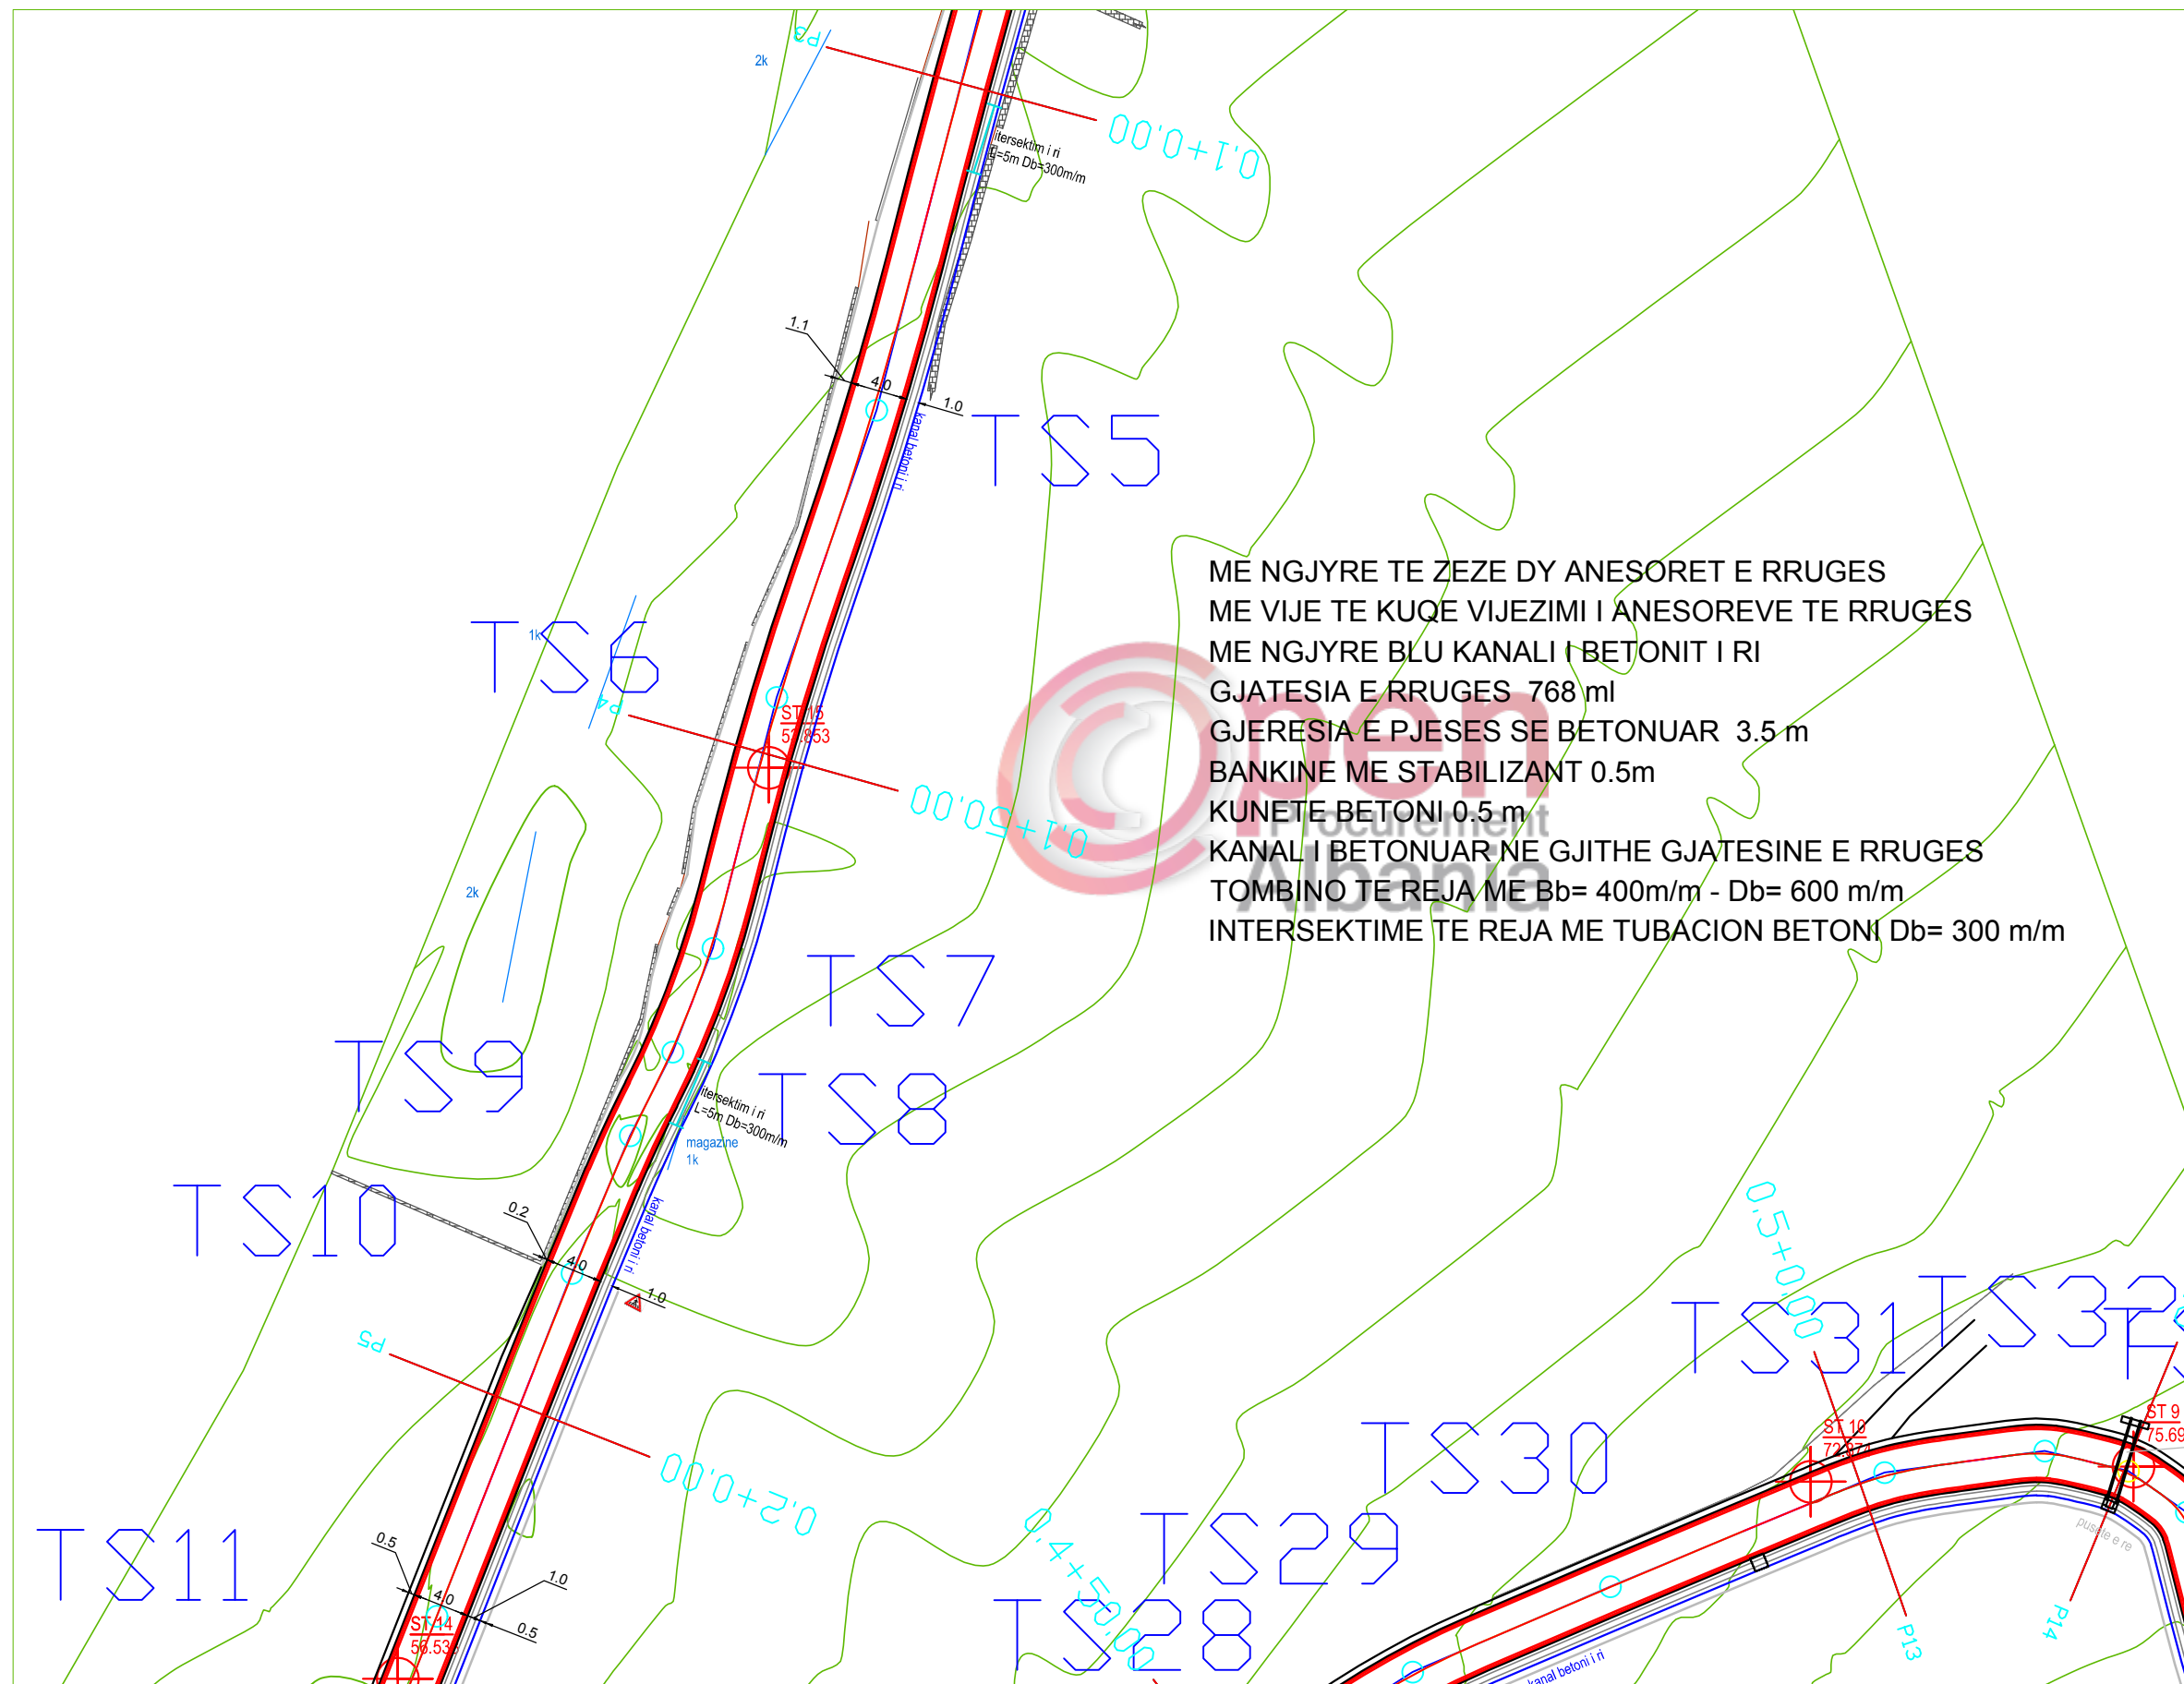 P3
2k
0.1+0.00
itersektim i ri
L=5m Db=300m/m
1.1
4.0
1.0
kanal betoni i ri
TS5
ME NGJYRE TE ZEZE DY ANESORET E RRUGES
ME VIJE TE KUQE VIJEZIMI I ANESOREVE TE RRUGES
ME NGJYRE BLU KANALI I BETONIT I RI
GJATESIA E RRUGES 768 ml
GJERESIA E PJESES SE BETONUAR 3.5 m
BANKINE ME STABILIZANT 0.5m
KUNETE BETONI 0.5 m
KANAL I BETONUAR NE GJITHE GJATESINE E RRUGES
TOMBINO TE REJA ME Bb= 400m/m - Db= 600 m/m
INTERSEKTIME TE REJA ME TUBACION BETONI Db= 300 m/m
Open
Procurement
Albania
TS6
1k
P4
ST 15
0.1+50.00
2k
TS7
TS9
TS8
itersektim i ri
L=5m Db=300m/m
magazine
1k
kanal betoni i ri
TS10
0.2
4.0
1.0
P5
0.2+0.00
TS11
0.5
4.0
1.0
0.5
ST 14
0.4+50.00
TS28
TS29
TS30
0.5+0.00
TS31
TS32
ST 10
ST 9
pusete e re
P13
P14
kanal betoni i ri